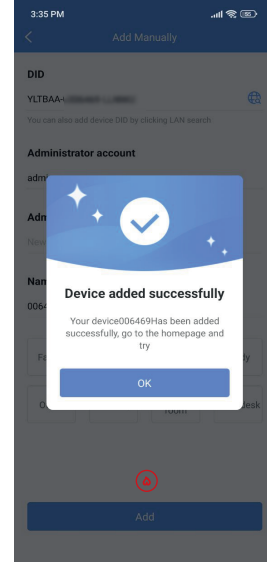 3:35 PM
Add Manually
DID
YLTBAA-
You can also add device DID by clicking LAN search
Administrator account
Device added successfully
Your device006469Has been added
successfully, go to the homepage and
try
OK
Add